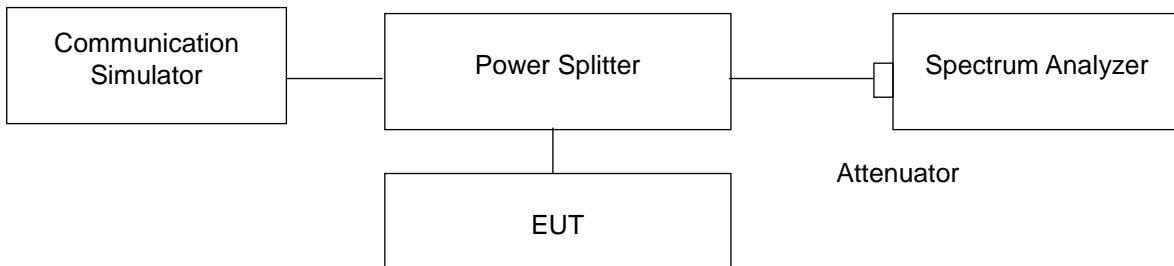 Communication
Simulator
Power Splitter
Spectrum Analyzer
Attenuator
EUT